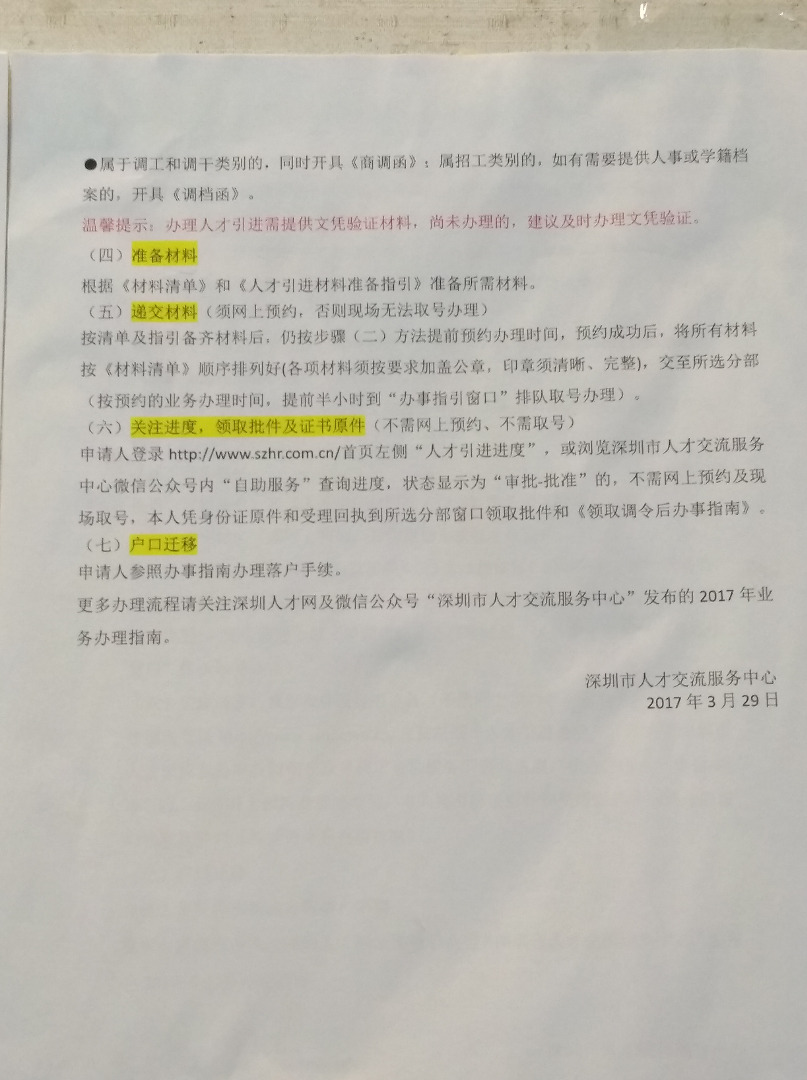 ●属于调工和调干类别的，同时开具《商调函》；属招工类别的，如有需要提供人事或学籍档
案的，开具《调档函》。
温馨提示：办理人才引进需提供文凭验证材料，尚未办理的，建议及时办理文凭验证。
（四）准备材料
根据《材料清单》和《人才引进材料准备指引》准备所需材料。
（五）递交材料（须网上预约，否则现场无法取号办理）
按清单及指引备齐材料后，仍按步骤（二）方法提前预约办理时间，预约成功后，将所有材料
按《材料清单》顺序排列好(各项材料须按要求加盖公章，印章须清晰、完整)，交至所选分部
（按预约的业务办理时间，提前半小时到“办事指引窗口”排队取号办理）。
（六）关注进度，领取批件及证书原件（不需网上预约、不需取号）
申请人登录 http://www.szhr.com.cn/首页左侧“人才引进进度”，或浏览深圳市人才交流服务
中心微信公众号内“自助服务”查询进度，状态显示为“审批-批准”的，不需网上预约及现
场取号，本人凭身份证原件和受理回执到所选分部窗口领取批件和《领取调令后办事指南》。
（七）户口迁移
申请人参照办事指南办理落户手续。
更多办理流程请关注深圳人才网及微信公众号“深圳市人才交流服务中心”发布的 2017 年业
务办理指南。
深圳市人才交流服务中心
2017 年 3 月 29 日